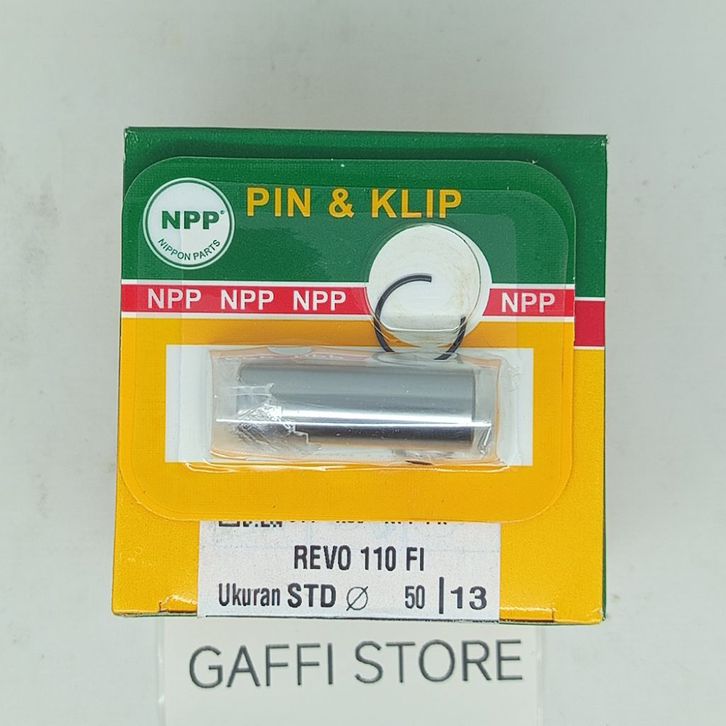 PIN & KLIP
NPP®
NIPPON PARTS
NPP NPP NPP NPP
REVO 110 FI
Ukuran STD Ø 50 | 13
GAFFI STORE